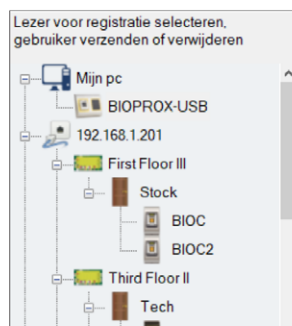 Lezer voor registratie selecteren,
gebruiker verzenden of verwijderen
Mijn pc
BIOPROX-USB
192.168.1.201
First Floor III
Stock
BIOC
BIOC2
Third Floor II
Tech